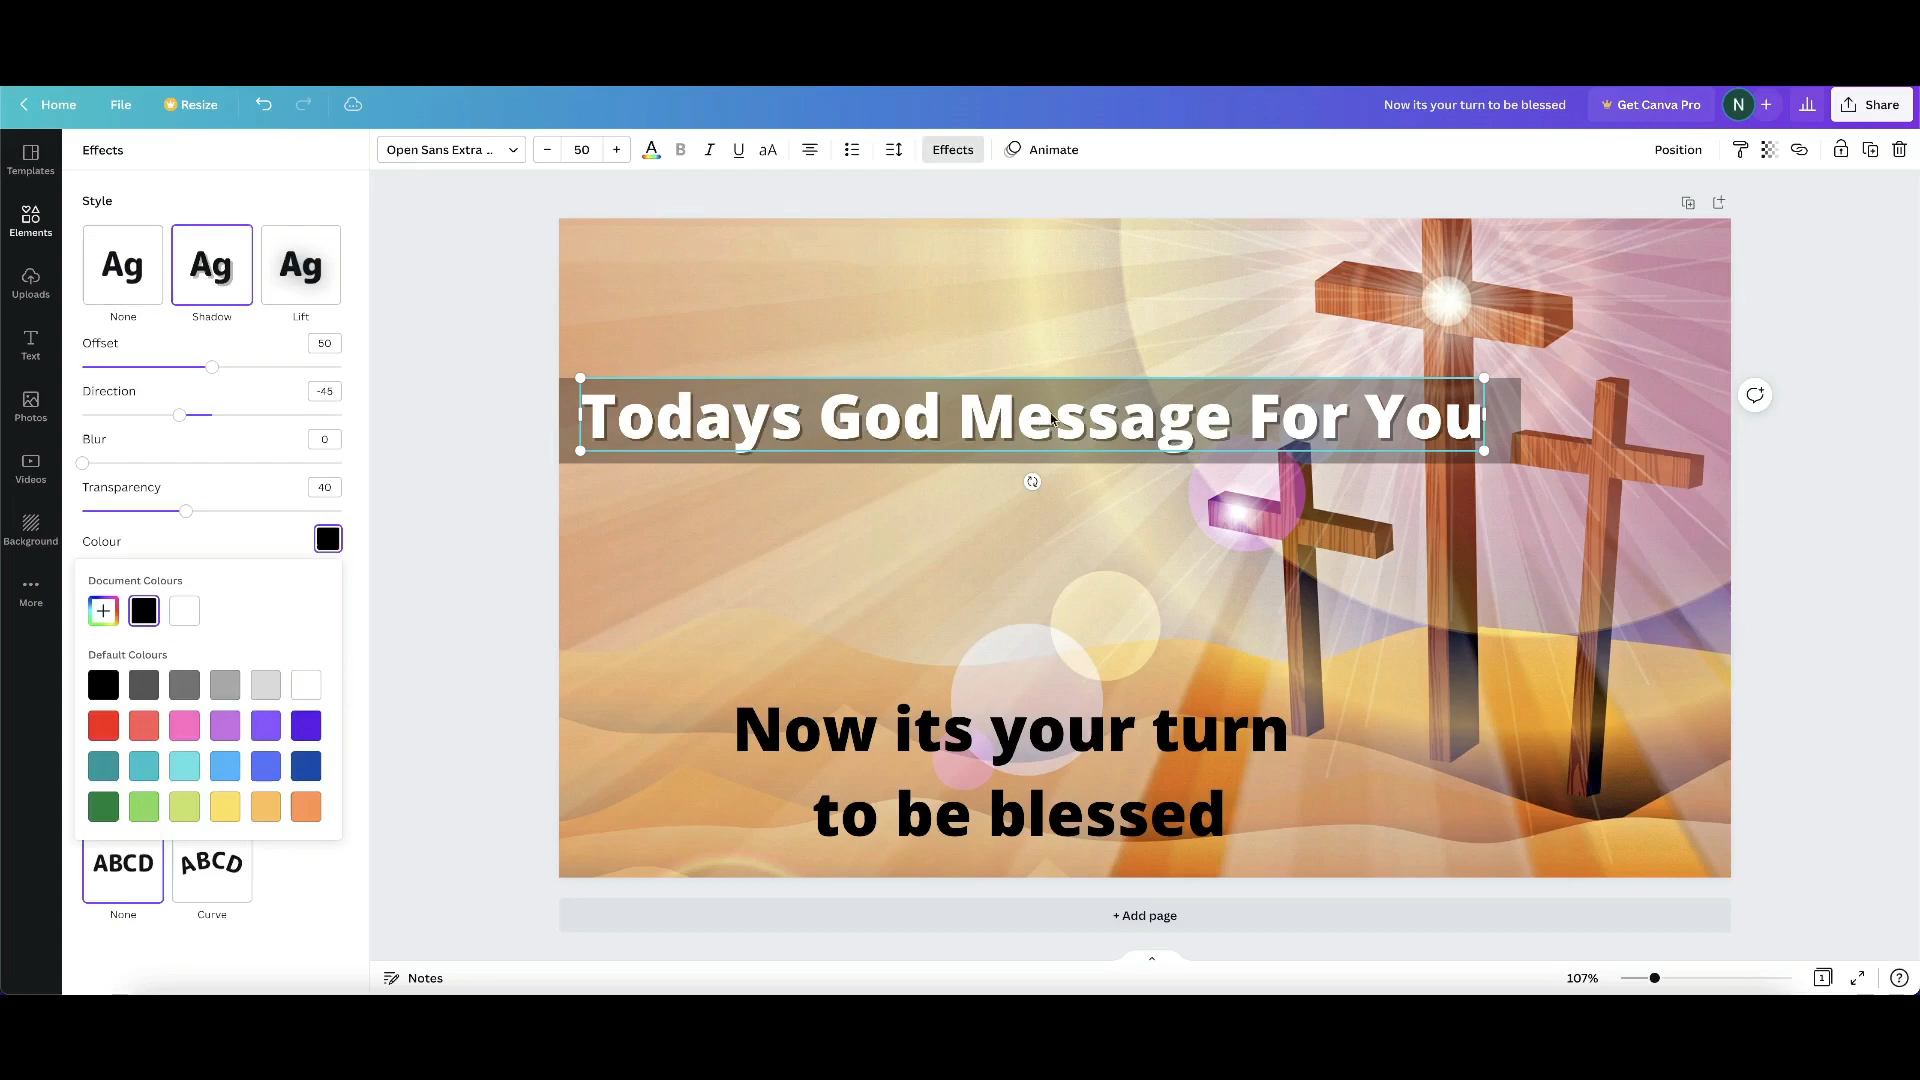 Home File Resize Now its your turn to be blessed Get Canva Pro N + Share
Effects Open Sans Extra .. − 50 + A B I U aA Effects Animate Position
Templates
Style
Elements
Ag Ag Ag
None Shadow Lift
Uploads
Offset 50
Text
Direction -45
Photos
Todays God Message For You
Blur 0
Videos
Transparency 40
Background
Colour
Document Colours
More
Default Colours
Now its your turn
to be blessed
ABCD ABCD
None Curve
+ Add page
Notes 107% 1 ?